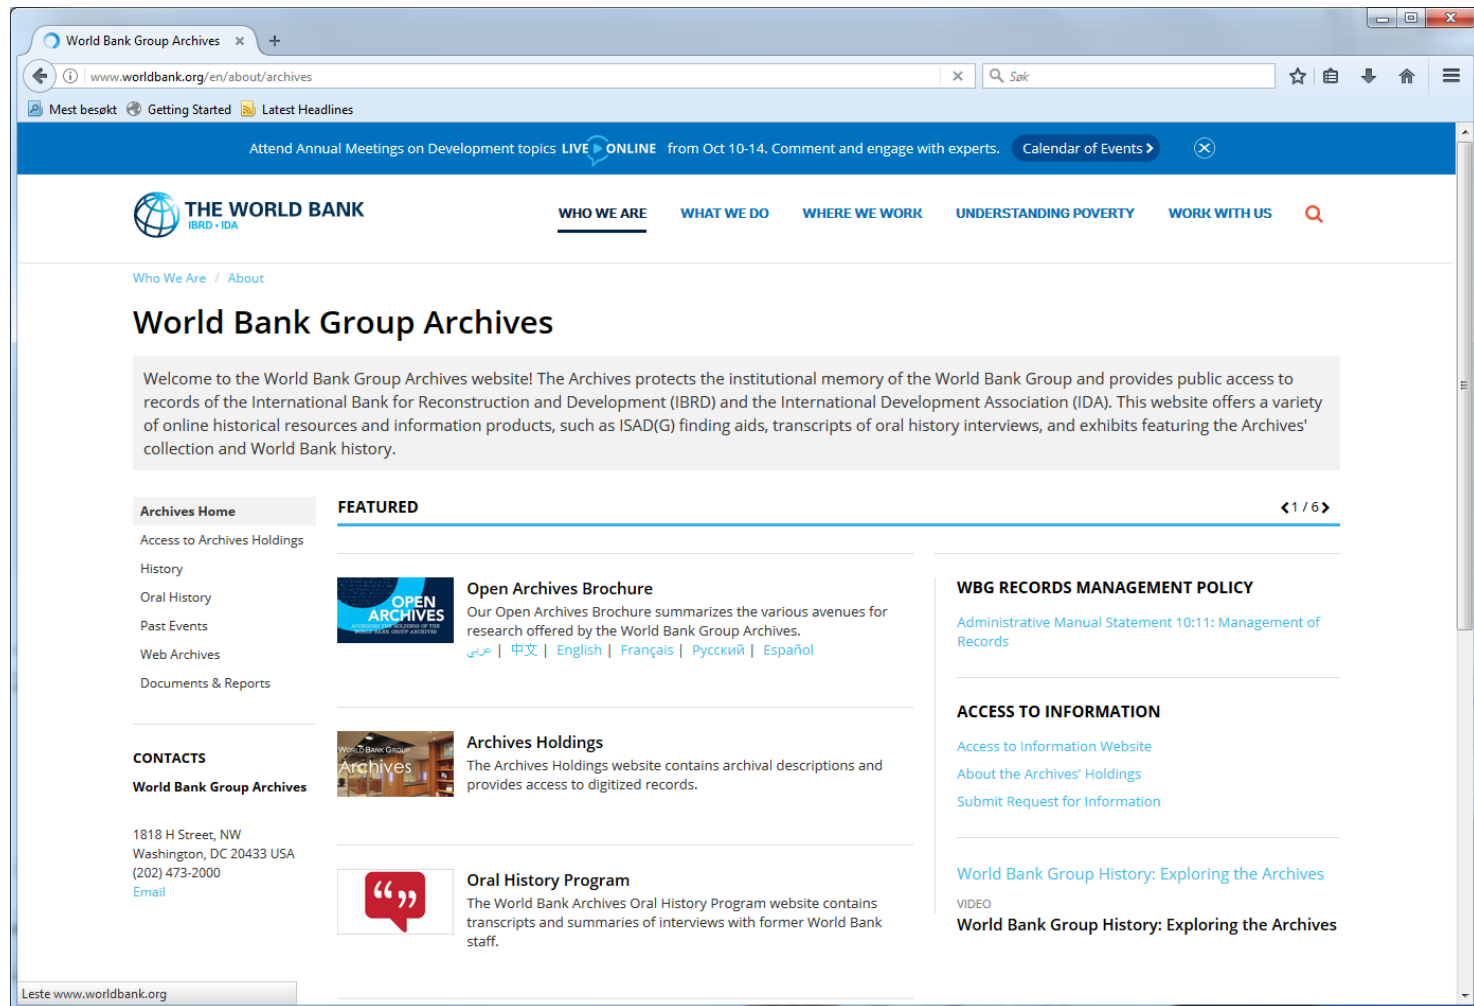 World Bank Group Archives
www.worldbank.org/en/about/archives
Søk
Mest besøkt
Getting Started
Latest Headlines
Attend Annual Meetings on Development topics LIVE ONLINE from Oct 10-14. Comment and engage with experts. Calendar of Events
THE WORLD BANK
IBRD • IDA
WHO WE ARE
WHAT WE DO
WHERE WE WORK
UNDERSTANDING POVERTY
WORK WITH US
Who We Are / About
World Bank Group Archives
Welcome to the World Bank Group Archives website! The Archives protects the institutional memory of the World Bank Group and provides public access to
records of the International Bank for Reconstruction and Development (IBRD) and the International Development Association (IDA). This website offers a variety
of online historical resources and information products, such as ISAD(G) finding aids, transcripts of oral history interviews, and exhibits featuring the Archives'
collection and World Bank history.
Archives Home
Access to Archives Holdings
History
Oral History
Past Events
Web Archives
Documents & Reports
CONTACTS
World Bank Group Archives
1818 H Street, NW
Washington, DC 20433 USA
(202) 473-2000
Email
FEATURED
1 / 6
OPEN
ARCHIVES
ACCESSING THE HOLDINGS OF THE
WORLD BANK GROUP ARCHIVES
Open Archives Brochure
Our Open Archives Brochure summarizes the various avenues for
research offered by the World Bank Group Archives.
عربي | 中文 | English | Français | Русский | Español
World Bank Group
Archives
Archives Holdings
The Archives Holdings website contains archival descriptions and
provides access to digitized records.
Oral History Program
The World Bank Archives Oral History Program website contains
transcripts and summaries of interviews with former World Bank
staff.
WBG RECORDS MANAGEMENT POLICY
Administrative Manual Statement 10:11: Management of
Records
ACCESS TO INFORMATION
Access to Information Website
About the Archives' Holdings
Submit Request for Information
World Bank Group History: Exploring the Archives
VIDEO
World Bank Group History: Exploring the Archives
Leste www.worldbank.org